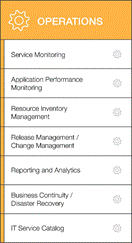 OPERATIONS
Service Monitoring
Application Performance
Monitoring
Resource Inventory
Management
Release Management /
Change Management
Reporting and Analytics
Business Continuity /
Disaster Recovery
IT Service Catalog